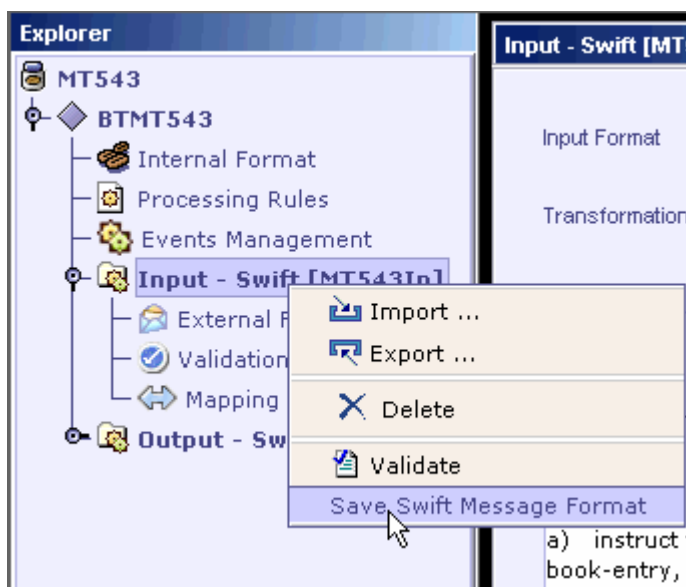 Explorer
MT543
BTMT543
Internal Format
Processing Rules
Events Management
Input - Swift [MT543In]
External F
Validation
Mapping
Output - Sw
Import ...
Export ...
Delete
Validate
Save Swift Message Format
Input - Swift [MT
Input Format
Transformation
a) instruct
book-entry,